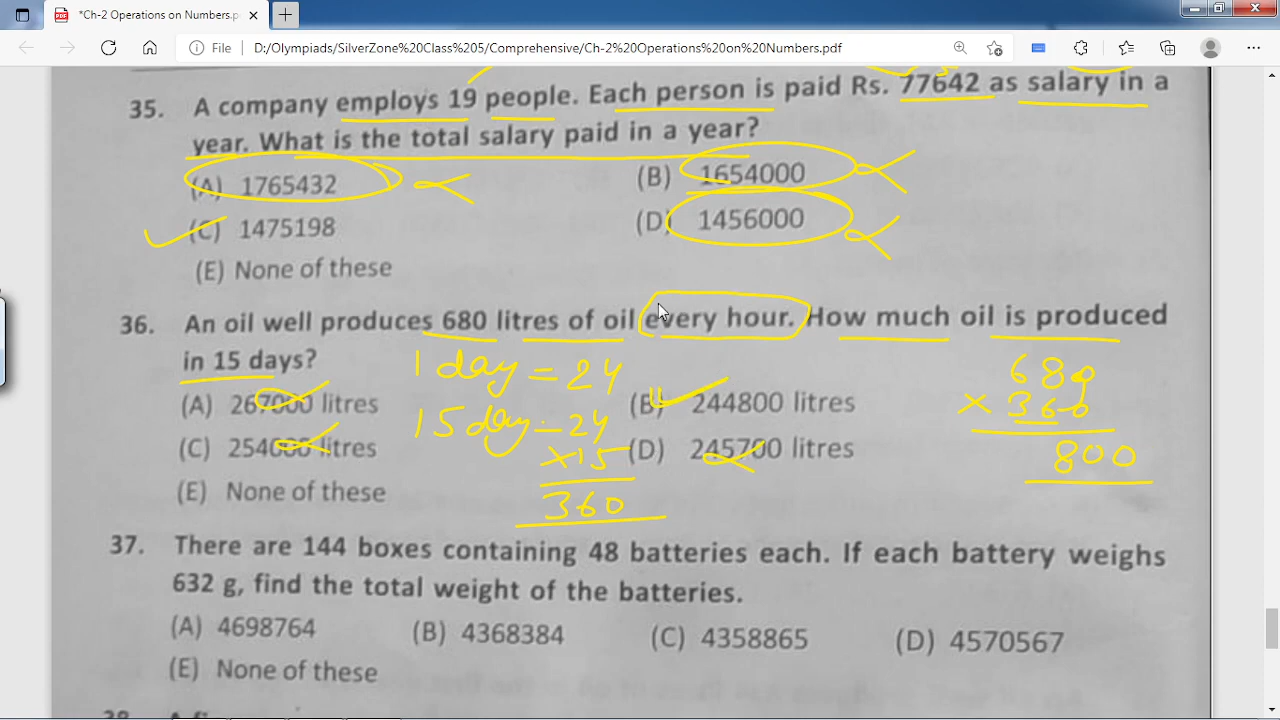 *Ch-2 Operations on Numbers.p
File
D:/Olympiads/SilverZone%20Class%205/Comprehensive/Ch-2%20Operations%20on%20Numbers.pdf
35. A company employs 19 people. Each person is paid Rs. 77642 as salary in a
year. What is the total salary paid in a year?
(A) 1765432 (B) 1654000
(C) 1475198 (D) 1456000
(E) None of these
36. An oil well produces 680 litres of oil every hour. How much oil is produced
in 15 days?
1 day = 24
680
(A) 267000 litres (B) 244800 litres
× 360
15 day = 24
(C) 254000 litres (D) 245700 litres
×15
800
(E) None of these
360
37. There are 144 boxes containing 48 batteries each. If each battery weighs
632 g, find the total weight of the batteries.
(A) 4698764 (B) 4368384 (C) 4358865 (D) 4570567
(E) None of these